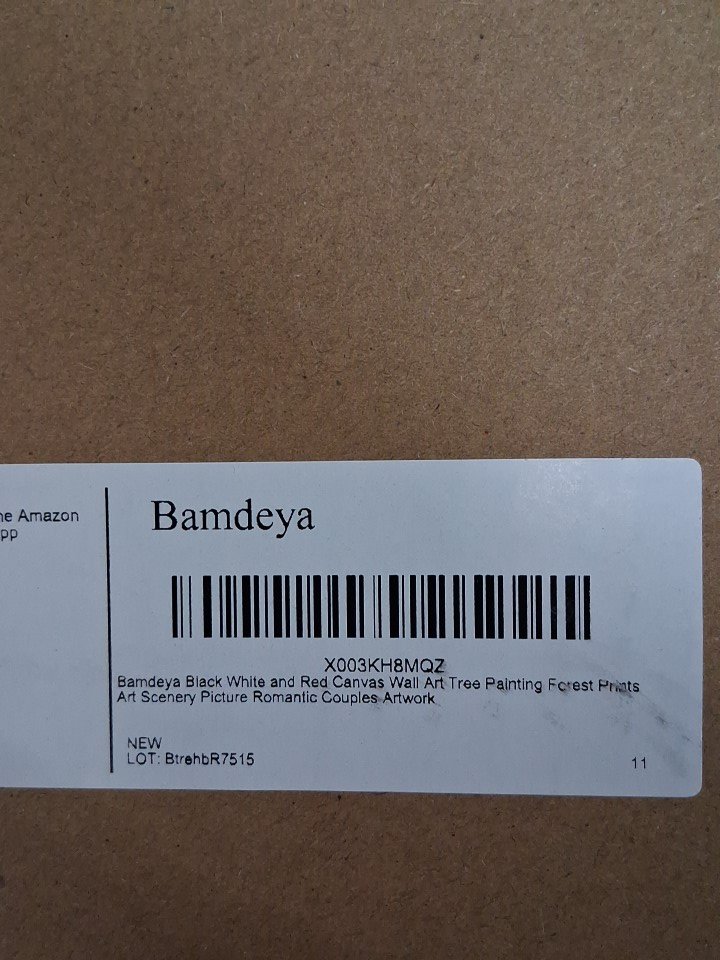 he Amazon
pp
Bamdeya
X003KH8MQZ
Bamdeya Black White and Red Canvas Wall Art Tree Painting Forest Prints
Art Scenery Picture Romantic Couples Artwork
NEW
LOT: BtrehbR7515
11